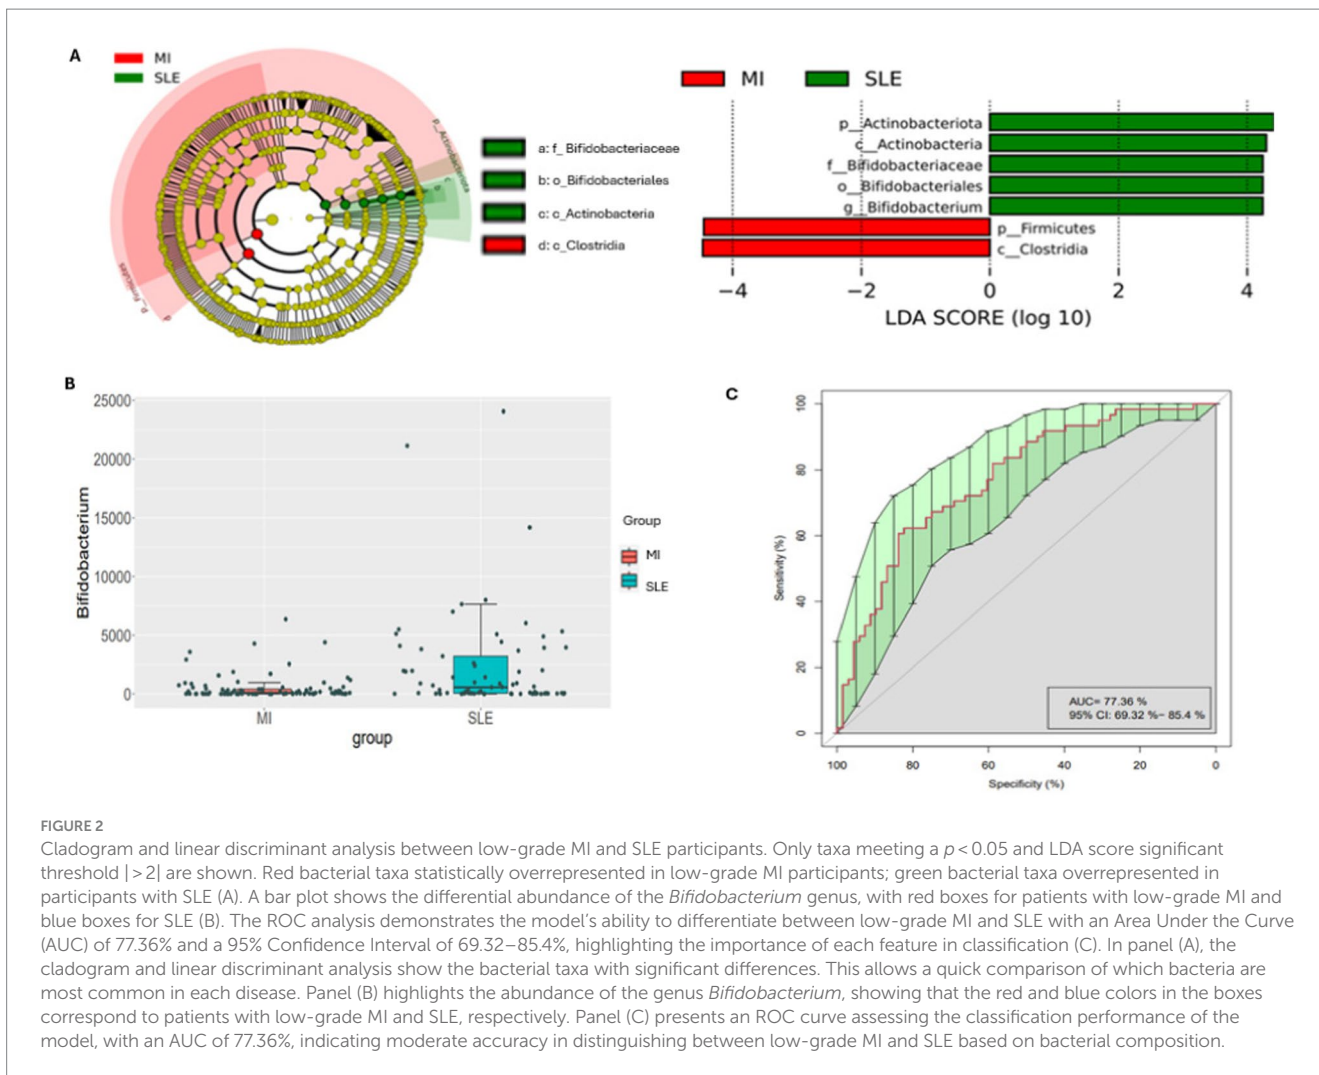 A
MI
SLE
p__Actinobacteriota
c
b
p__Firmicutes
a: f_Bifidobacteriaceae
b: o_Bifidobacteriales
c: c_Actinobacteria
d: c_Clostridia
MI
SLE
p__Actinobacteriota
c__Actinobacteria
f__Bifidobacteriaceae
o__Bifidobacteriales
g__Bifidobacterium
p__Firmicutes
c__Clostridia
−4 −2 0 2 4
LDA SCORE (log 10)
B
Bifidobacterium
25000
20000
15000
10000
5000
0
MI SLE
group
Group
MI
SLE
C
Sensitivity (%)
100
80
60
40
20
0
AUC= 77.36 %
95% CI: 69.32 %− 85.4 %
100 80 60 40 20 0
Specificity (%)
FIGURE 2
Cladogram and linear discriminant analysis between low-grade MI and SLE participants. Only taxa meeting a p < 0.05 and LDA score significant
threshold |> 2| are shown. Red bacterial taxa statistically overrepresented in low-grade MI participants; green bacterial taxa overrepresented in
participants with SLE (A). A bar plot shows the differential abundance of the Bifidobacterium genus, with red boxes for patients with low-grade MI and
blue boxes for SLE (B). The ROC analysis demonstrates the model’s ability to differentiate between low-grade MI and SLE with an Area Under the Curve
(AUC) of 77.36% and a 95% Confidence Interval of 69.32–85.4%, highlighting the importance of each feature in classification (C). In panel (A), the
cladogram and linear discriminant analysis show the bacterial taxa with significant differences. This allows a quick comparison of which bacteria are
most common in each disease. Panel (B) highlights the abundance of the genus Bifidobacterium, showing that the red and blue colors in the boxes
correspond to patients with low-grade MI and SLE, respectively. Panel (C) presents an ROC curve assessing the classification performance of the
model, with an AUC of 77.36%, indicating moderate accuracy in distinguishing between low-grade MI and SLE based on bacterial composition.